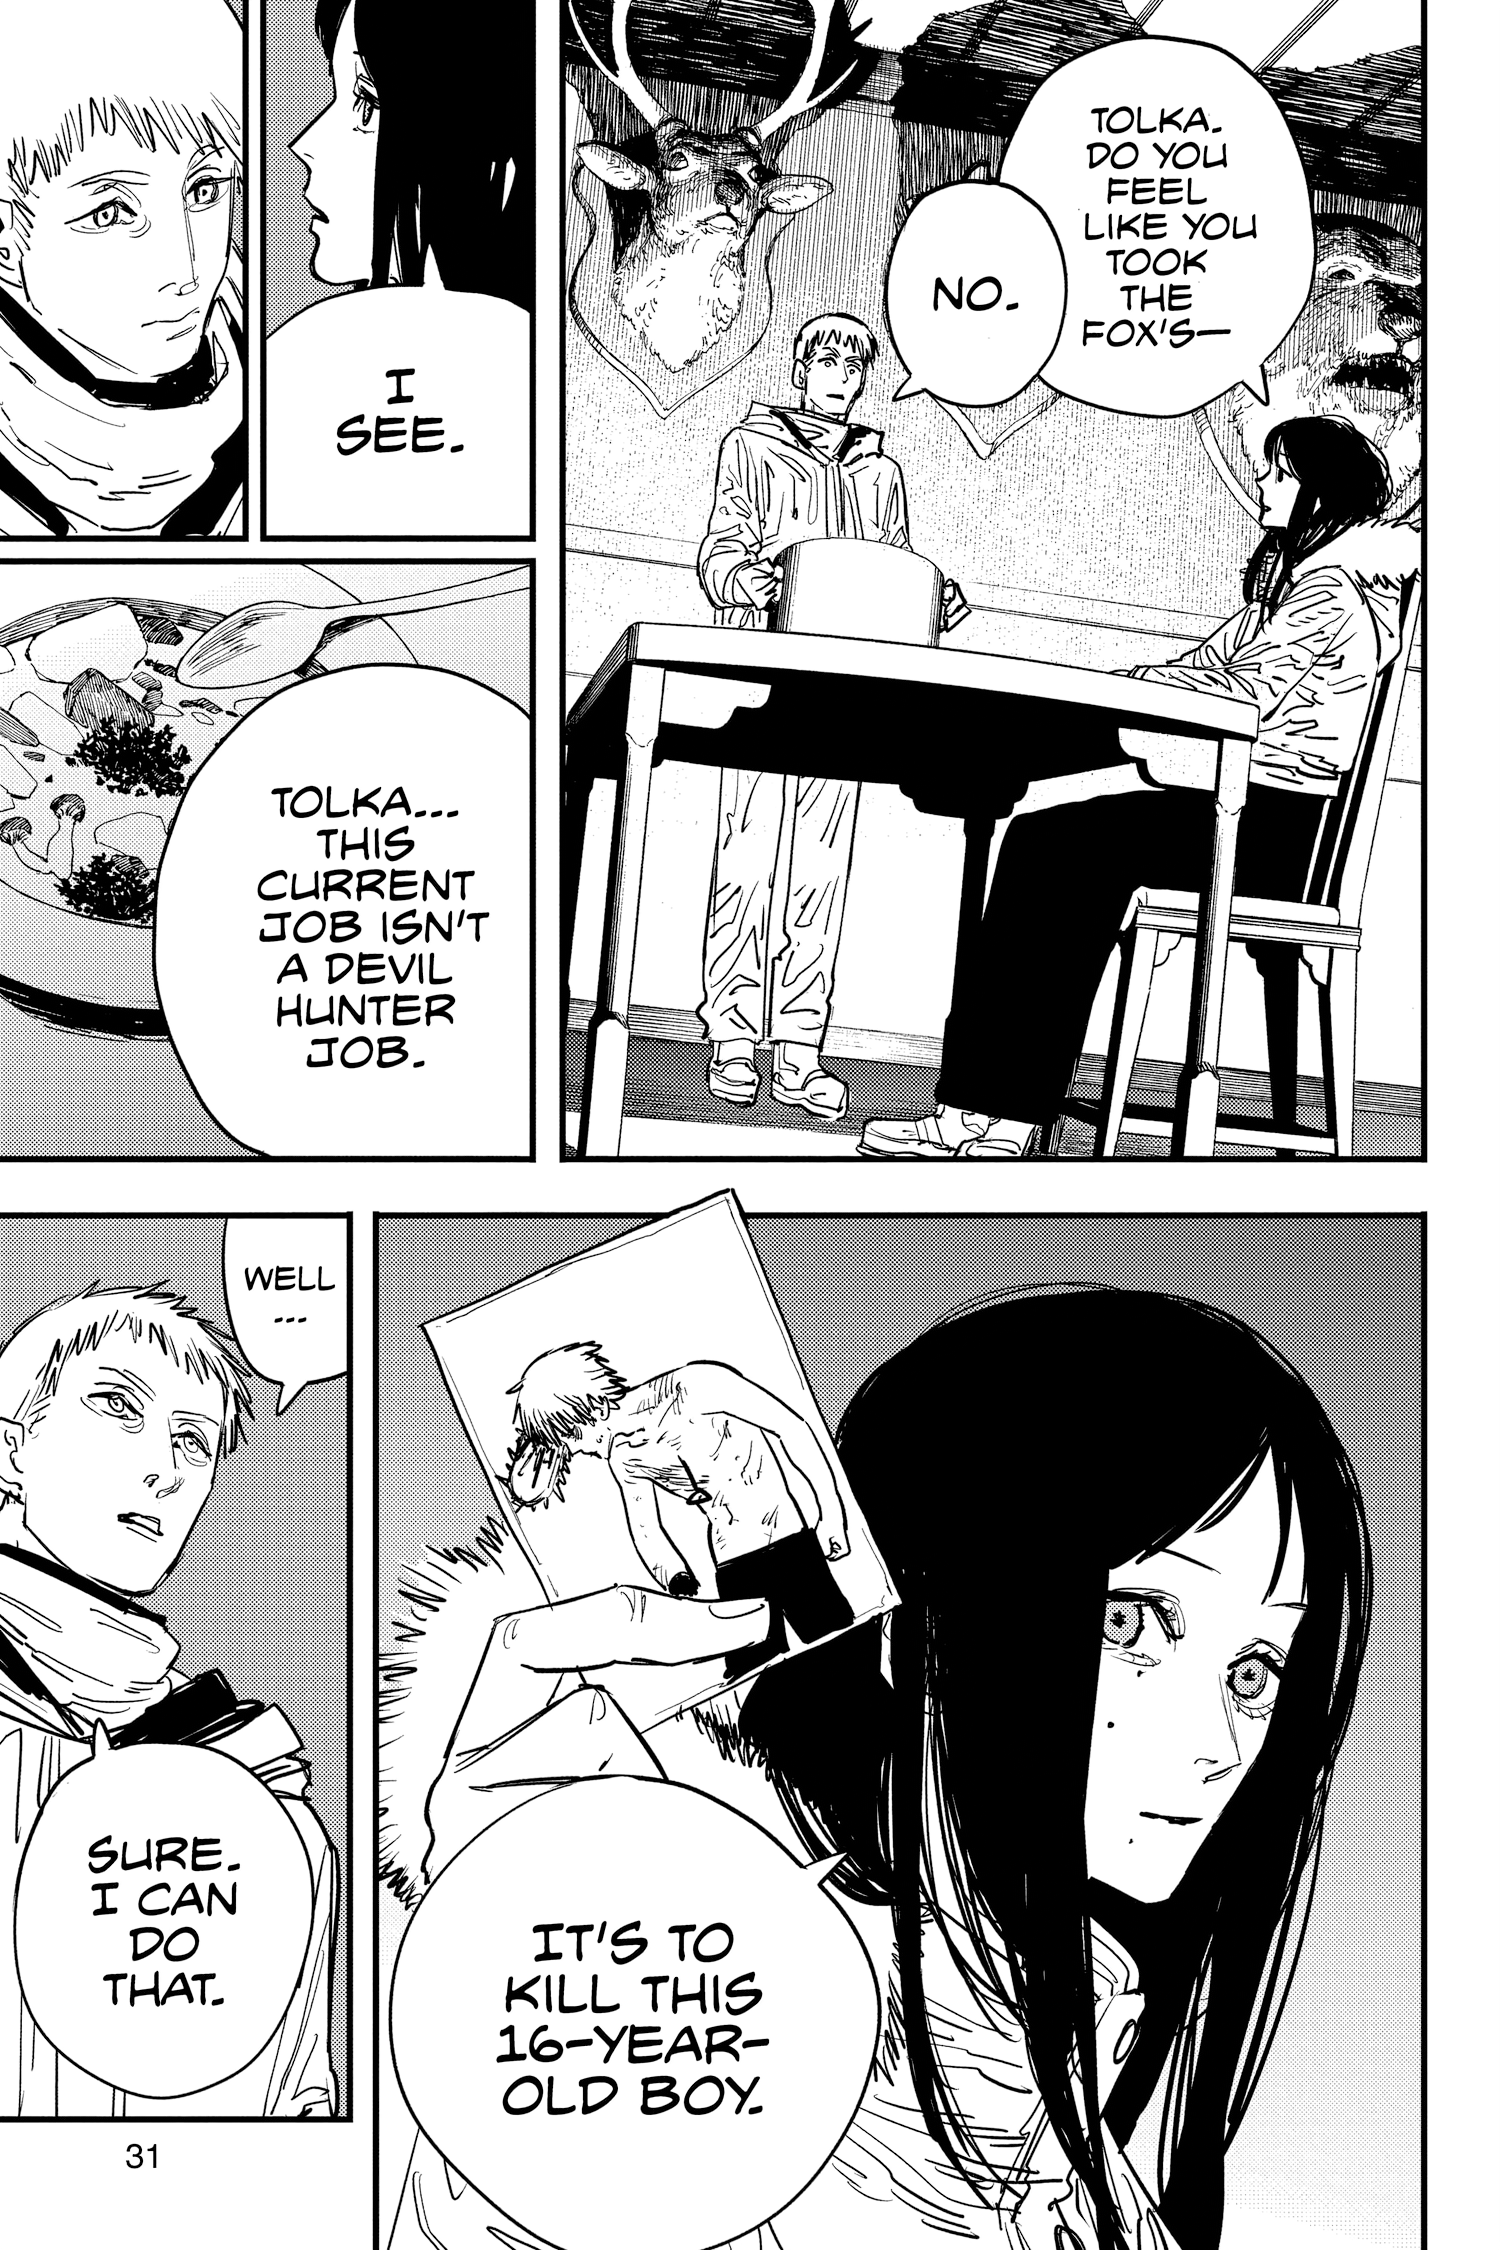 TOLKA.
DO YOU
FEEL
LIKE YOU
TOOK
THE
FOX'S—
NO.
I
SEE.
TOLKA...
THIS
CURRENT
JOB ISN'T
A DEVIL
HUNTER
JOB.
IT'S TO
KILL THIS
16-YEAR-
OLD BOY.
WELL
...
SURE.
I CAN
DO
THAT.
31